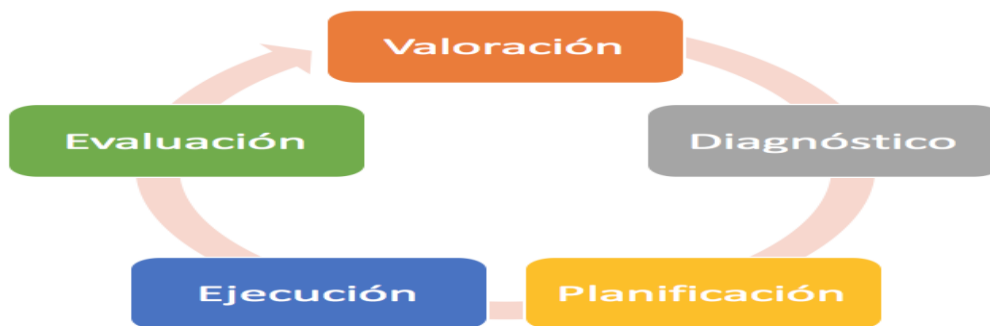 Valoración
Diagnóstico
Planificación
Ejecución
Evaluación